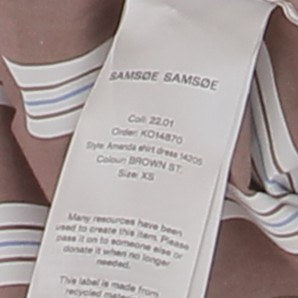 SAMSØE SAMSØE
Coll: 22.01
Order: KO14870
Style: Amanda shirt dress 14205
Colour: BROWN ST.
Size: XS
Many resources have been
used to create this item. Please
pass it on to someone else or
donate it when no longer
needed.
This label is made from
recycled materials